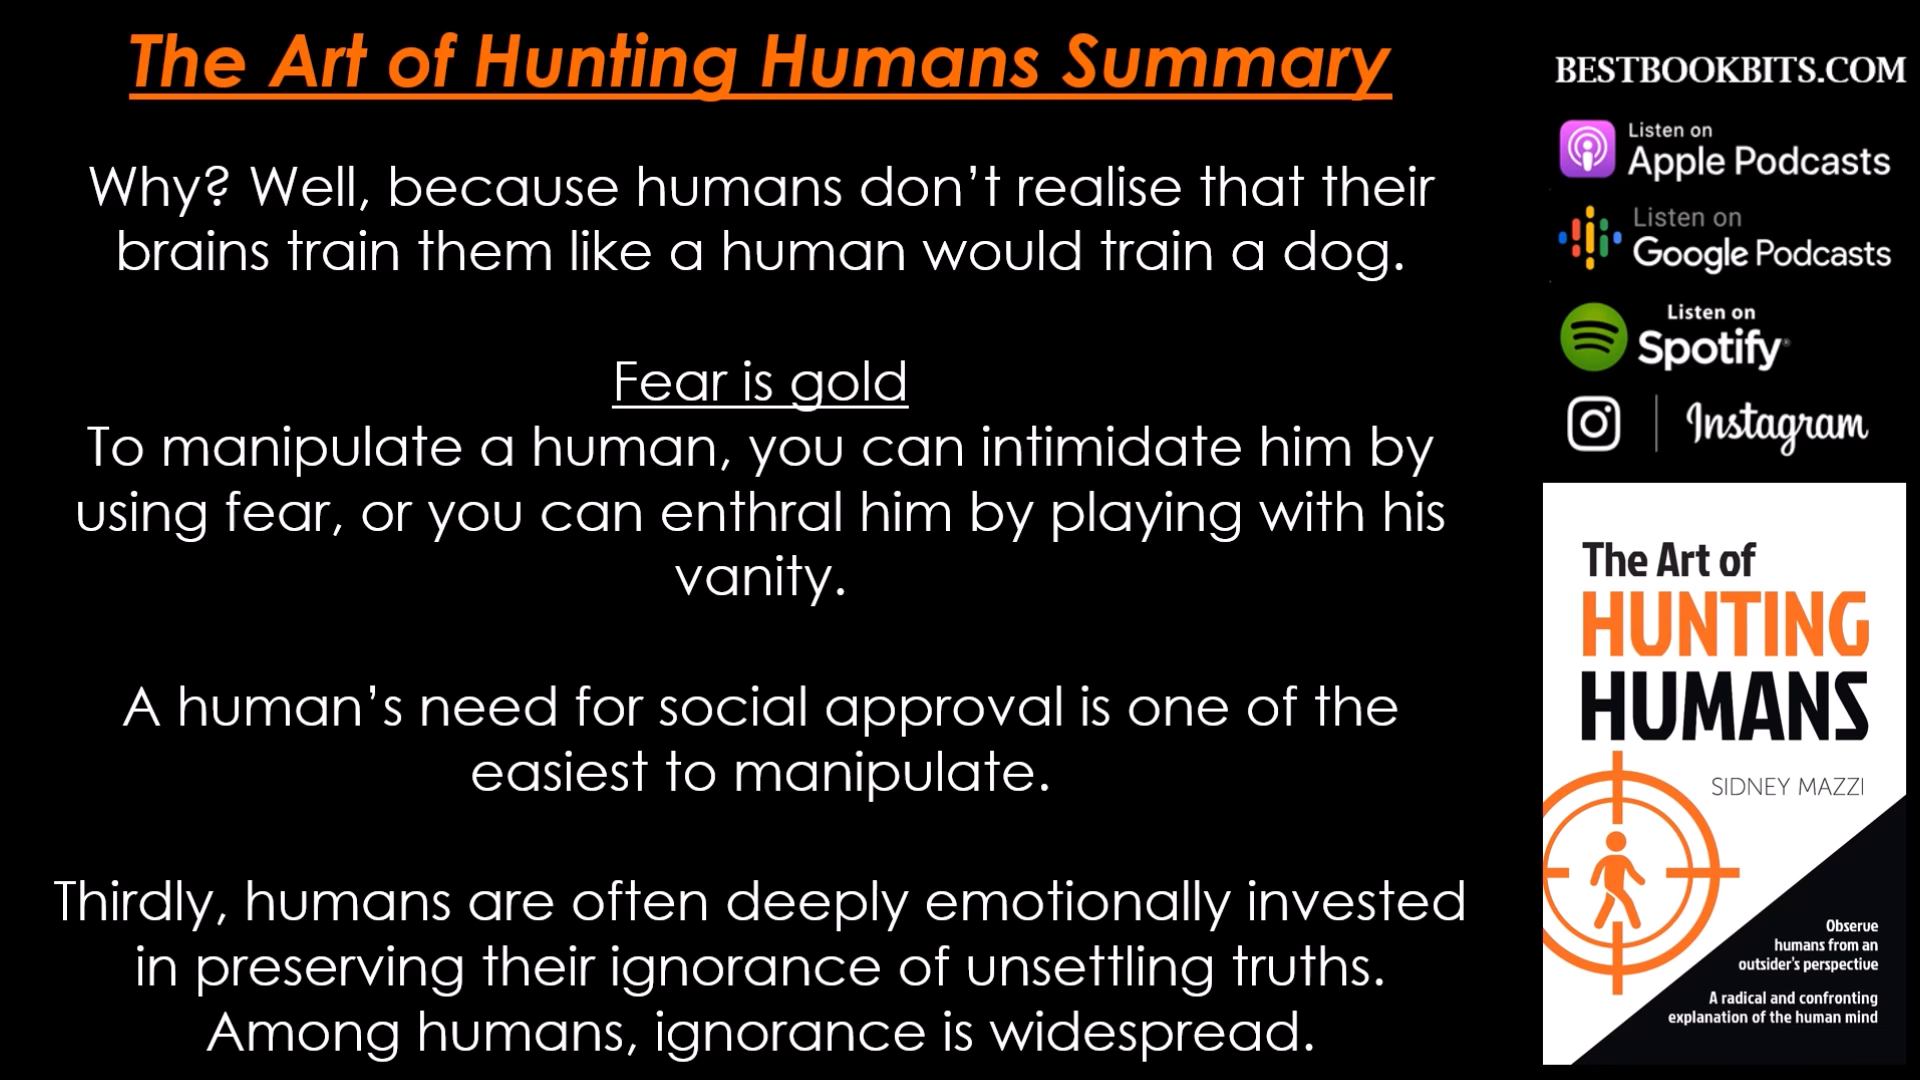 The Art of Hunting Humans Summary
Why? Well, because humans don’t realise that their
brains train them like a human would train a dog.
Fear is gold
To manipulate a human, you can intimidate him by
using fear, or you can enthral him by playing with his
vanity.
A human’s need for social approval is one of the
easiest to manipulate.
Thirdly, humans are often deeply emotionally invested
in preserving their ignorance of unsettling truths.
Among humans, ignorance is widespread.
BESTBOOKBITS.COM
Listen on
Apple Podcasts
Listen on
Google Podcasts
Listen on
Spotify
Instagram
The Art of
HUNTING
HUMANS
SIDNEY MAZZI
Observe
humans from an
outsider's perspective
A radical and confronting
explanation of the human mind